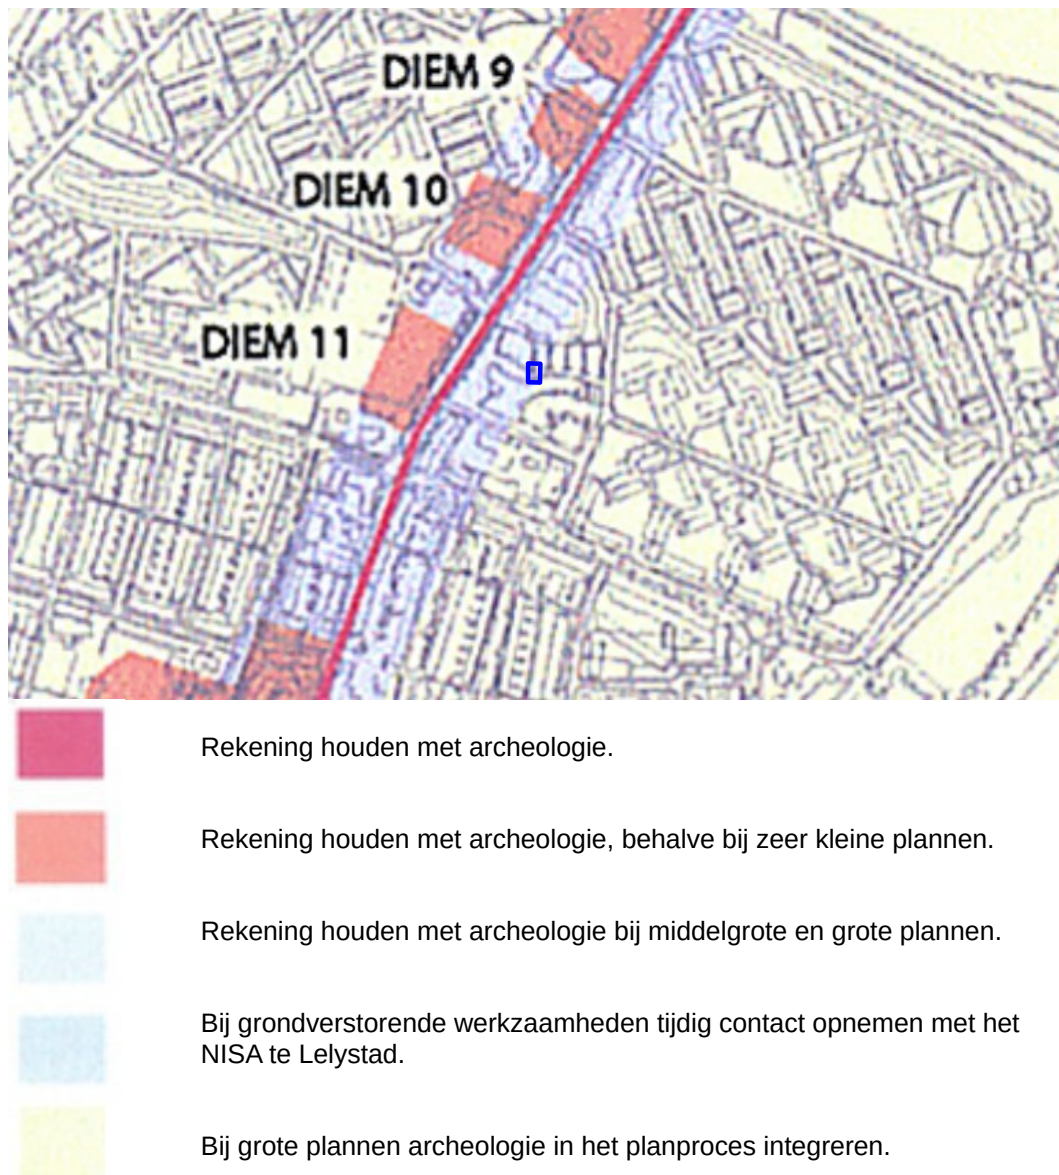 DIEM 9
DIEM 10
DIEM 11
Rekening houden met archeologie.
Rekening houden met archeologie, behalve bij zeer kleine plannen.
Rekening houden met archeologie bij middelgrote en grote plannen.
Bij grondverstorende werkzaamheden tijdig contact opnemen met het
NISA te Lelystad.
Bij grote plannen archeologie in het planproces integreren.